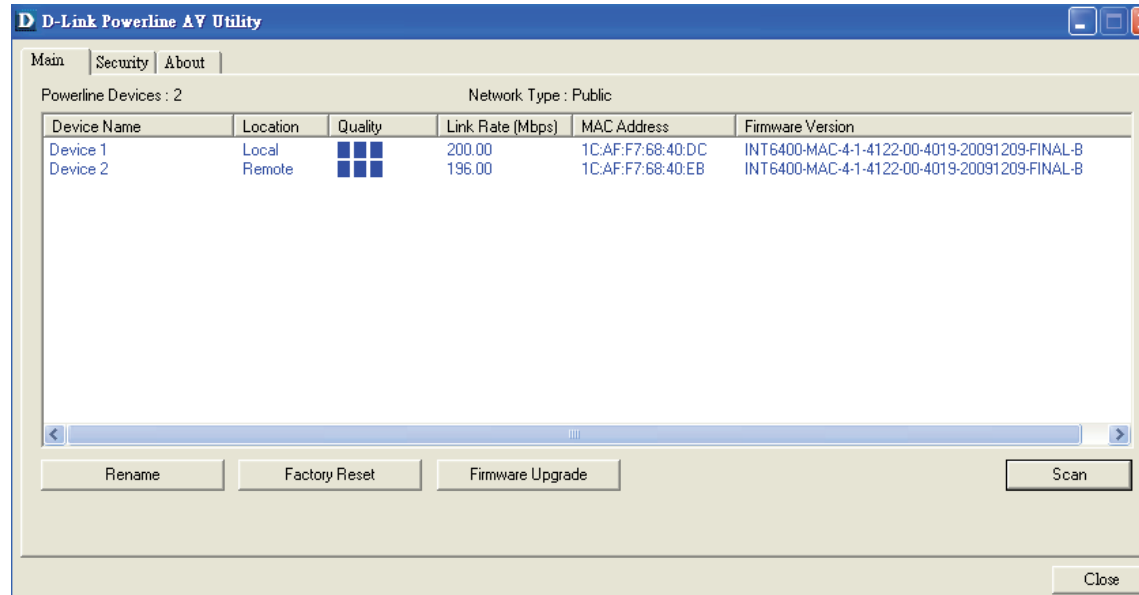 D D-Link Powerline AV Utility
Main Security About
Powerline Devices : 2 Network Type : Public
Device Name Location Quality Link Rate (Mbps) MAC Address Firmware Version
Device 1 Local 200.00 1C:AF:F7:68:40:DC INT6400-MAC-4-1-4122-00-4019-20091209-FINAL-B
Device 2 Remote 196.00 1C:AF:F7:68:40:EB INT6400-MAC-4-1-4122-00-4019-20091209-FINAL-B
Rename Factory Reset Firmware Upgrade Scan
Close